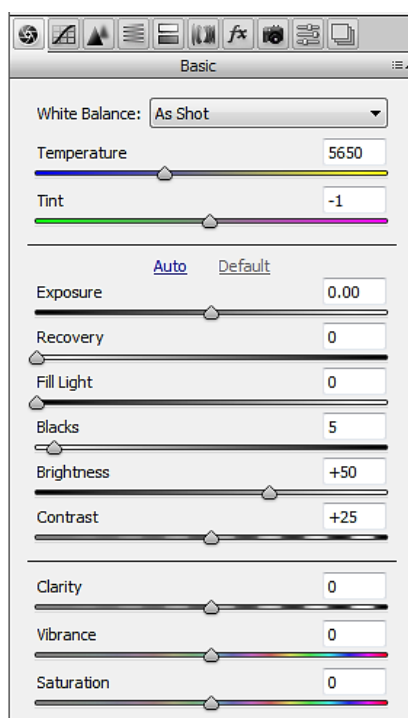 fx
Basic
White Balance: As Shot
Temperature 5650
Tint -1
Auto Default
Exposure 0.00
Recovery 0
Fill Light 0
Blacks 5
Brightness +50
Contrast +25
Clarity 0
Vibrance 0
Saturation 0